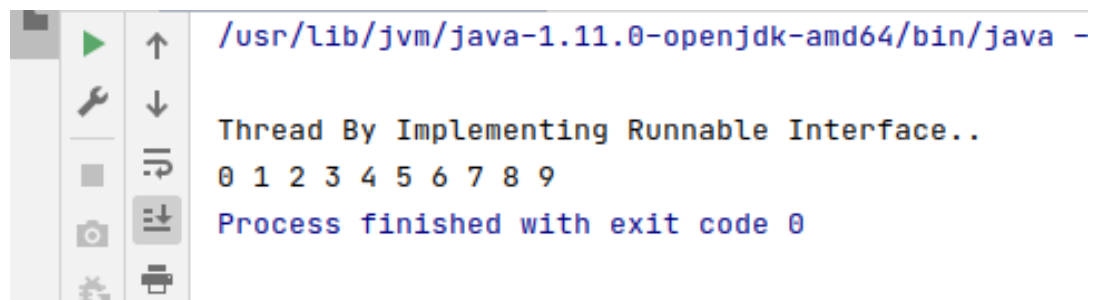 /usr/lib/jvm/java-1.11.0-openjdk-amd64/bin/java -
Thread By Implementing Runnable Interface..
0 1 2 3 4 5 6 7 8 9
Process finished with exit code 0